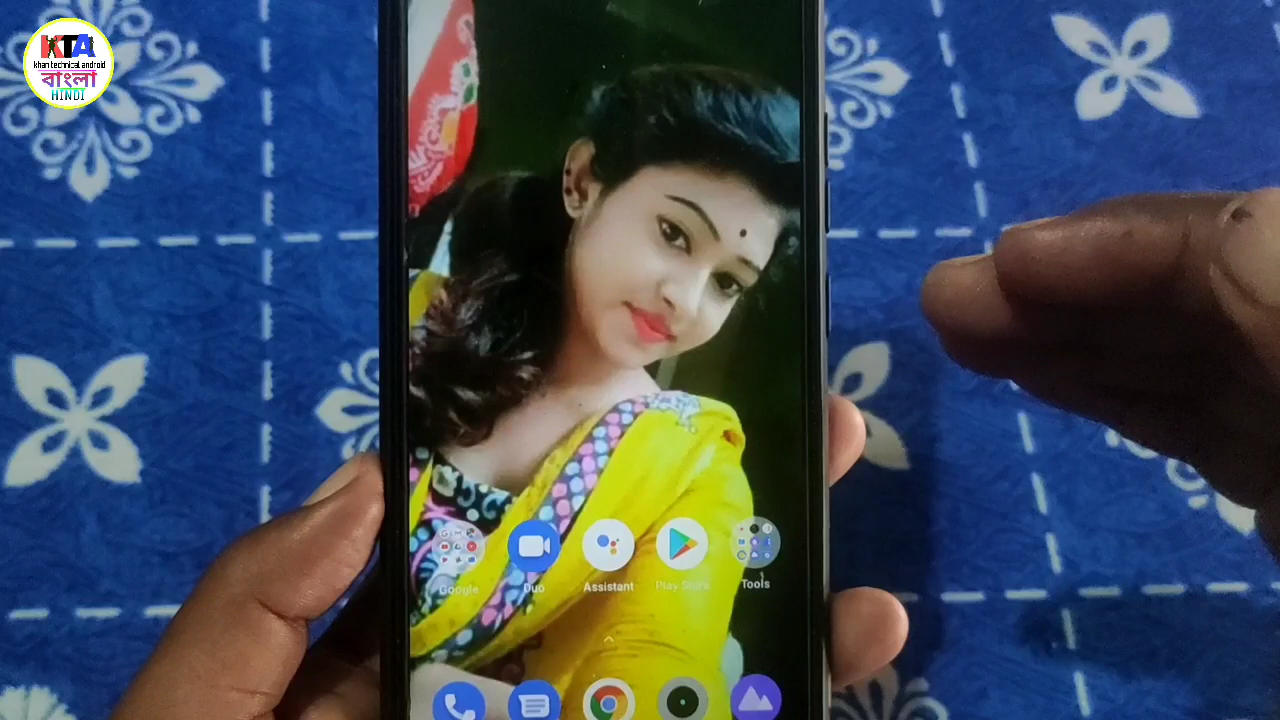 KTA
khan technical android
বাংলা
HINDI
Google
Duo
Assistant
Play Store
Tools